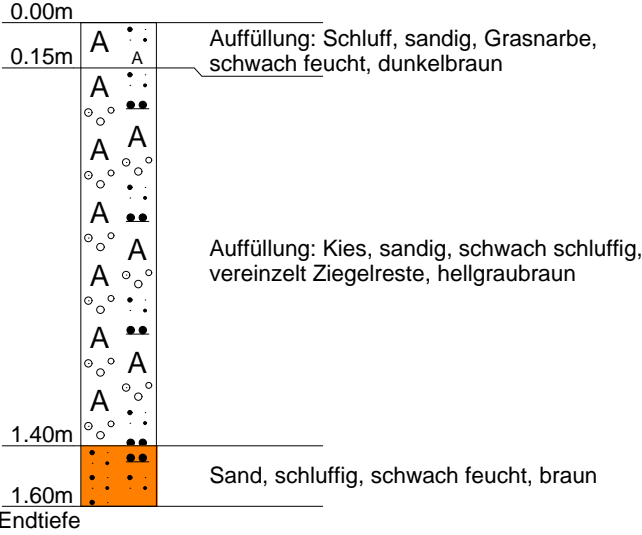 0.00m
A
Auffüllung: Schluff, sandig, Grasnarbe,
schwach feucht, dunkelbraun
A
0.15m
A
A
A
A
A
A
A
A
A
Auffüllung: Kies, sandig, schwach schluffig,
vereinzelt Ziegelreste, hellgraubraun
1.40m
Sand, schluffig, schwach feucht, braun
1.60m
Endtiefe